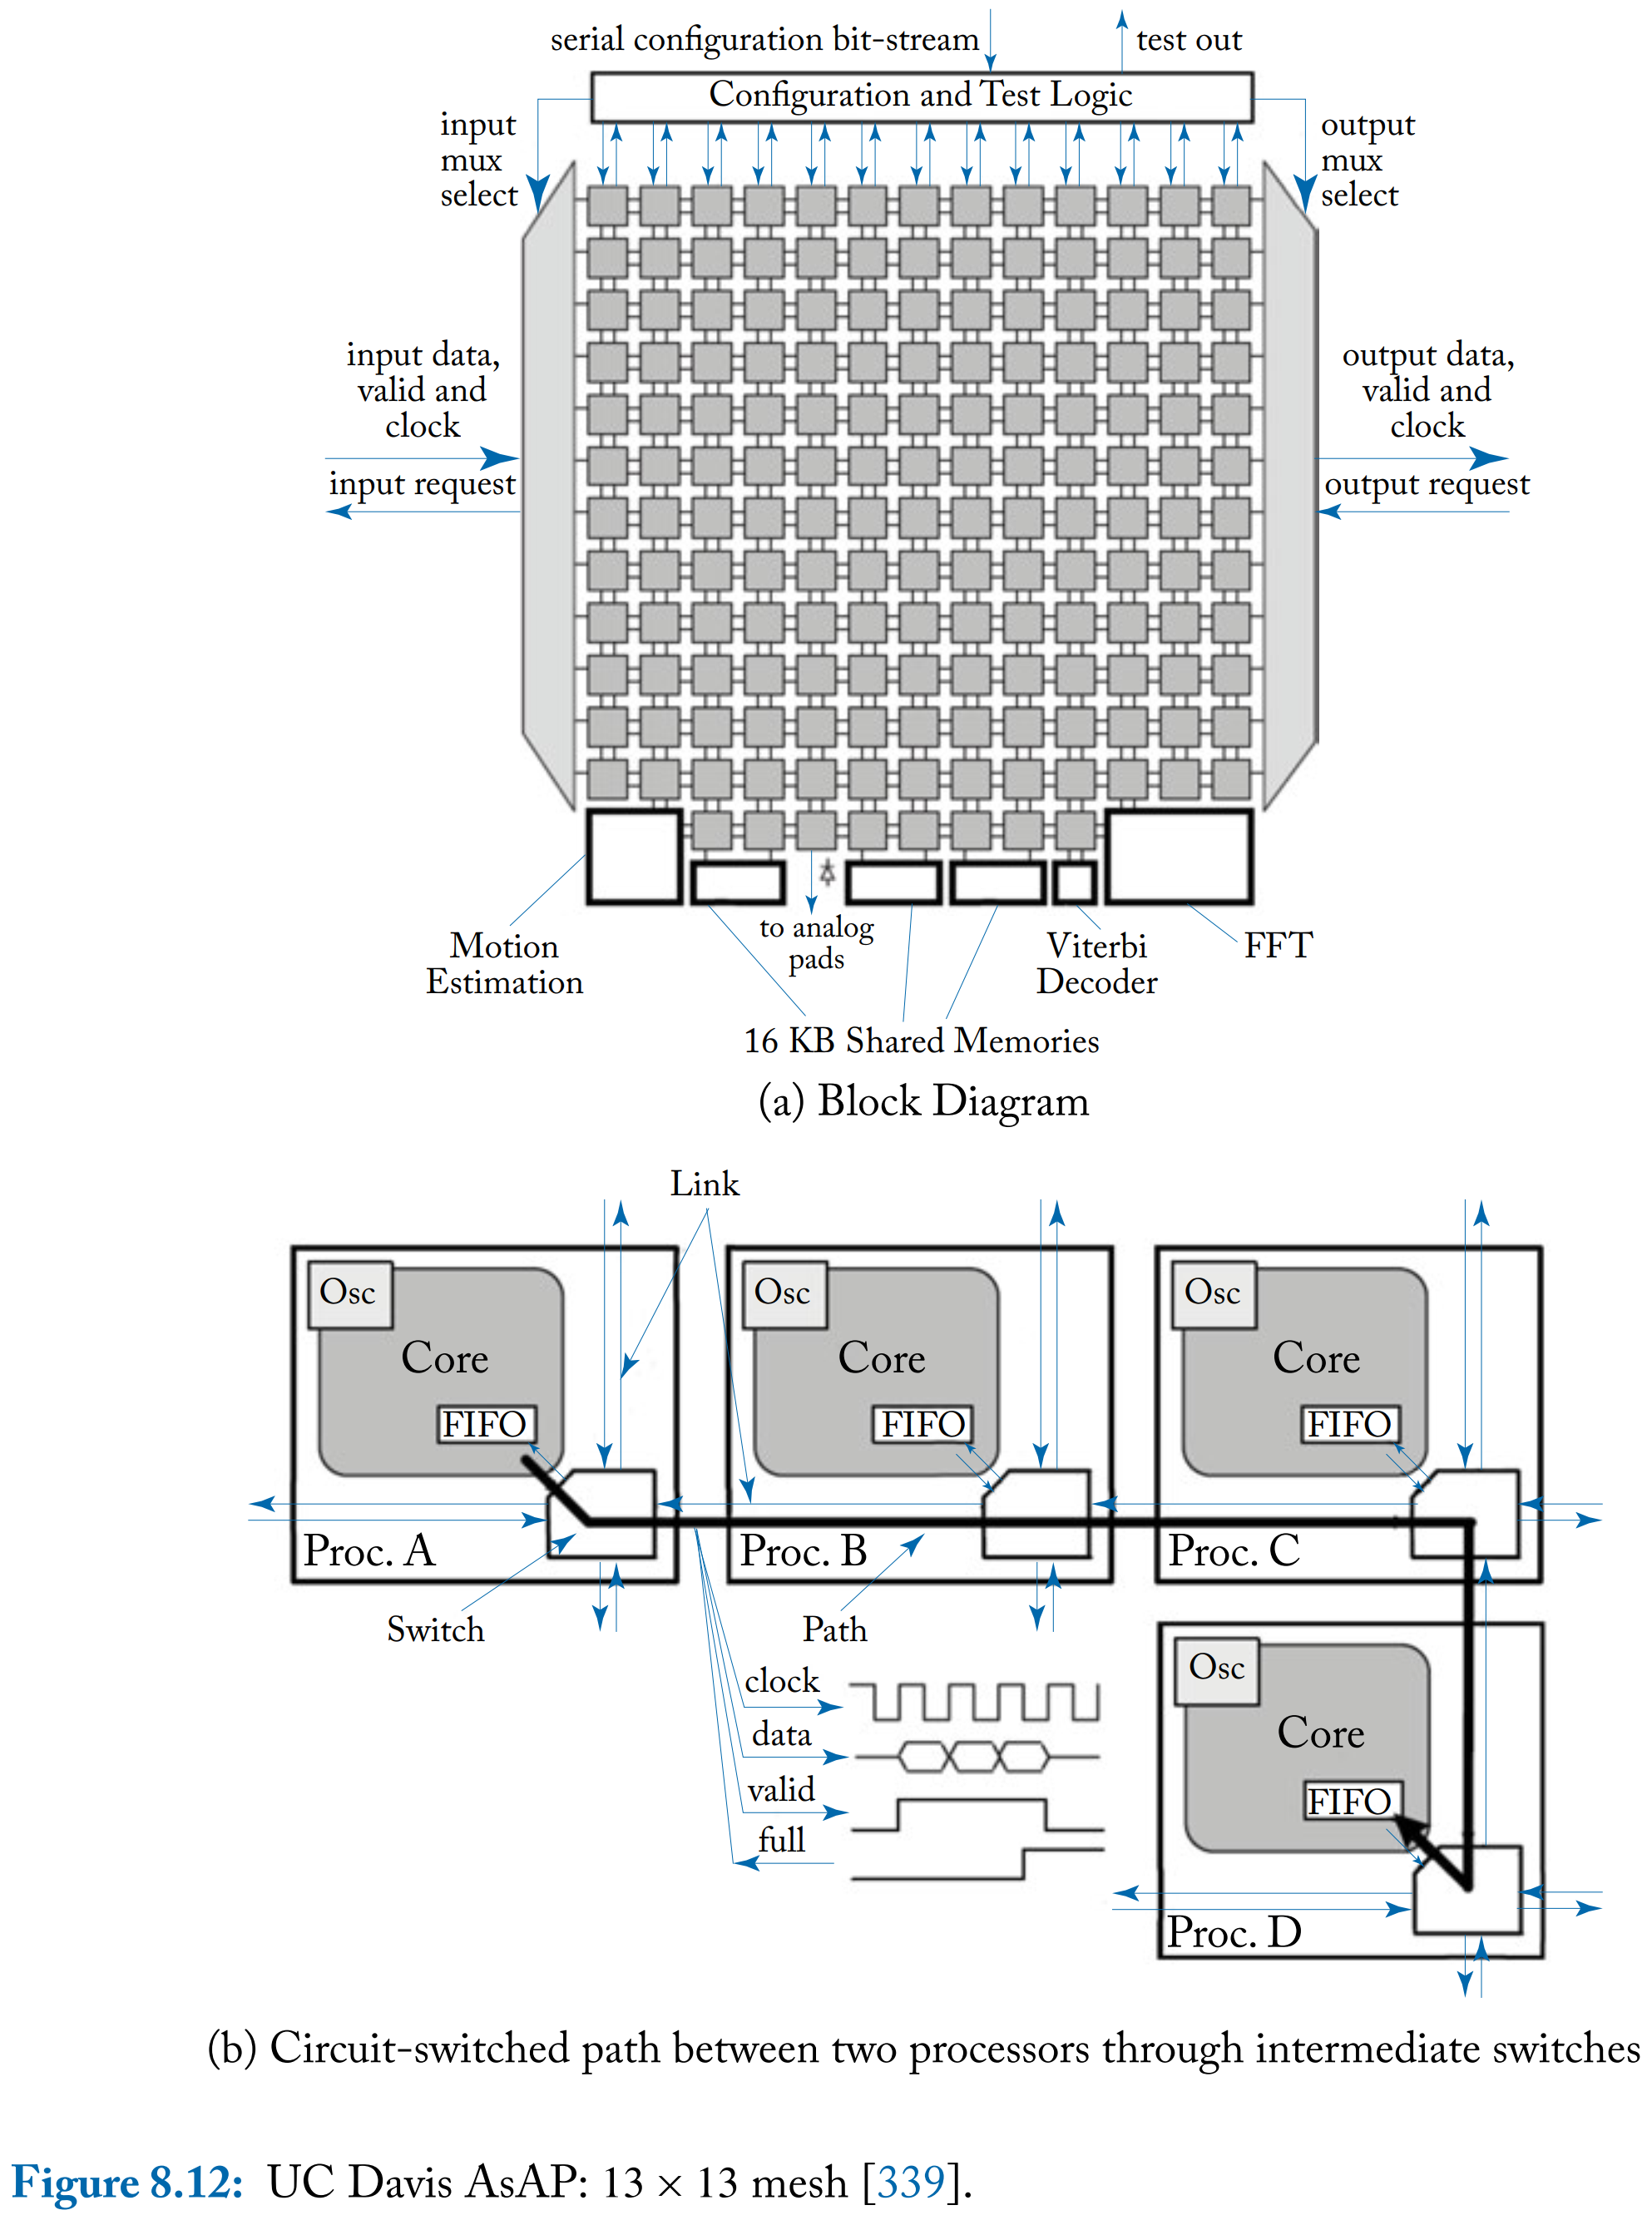 serial configuration bit-stream
test out
Configuration and Test Logic
input
mux
select
output
mux
select
input data,
valid and
clock
input request
output data,
valid and
clock
output request
Motion
Estimation
to analog
pads
Viterbi
Decoder
FFT
16 KB Shared Memories
(a) Block Diagram
Link
Osc
Core
FIFO
Proc. A
Osc
Core
FIFO
Proc. B
Osc
Core
FIFO
Proc. C
Switch
Path
clock
data
valid
full
Osc
Core
FIFO
Proc. D
(b) Circuit-switched path between two processors through intermediate switches
Figure 8.12: UC Davis AsAP: 13 × 13 mesh [339].